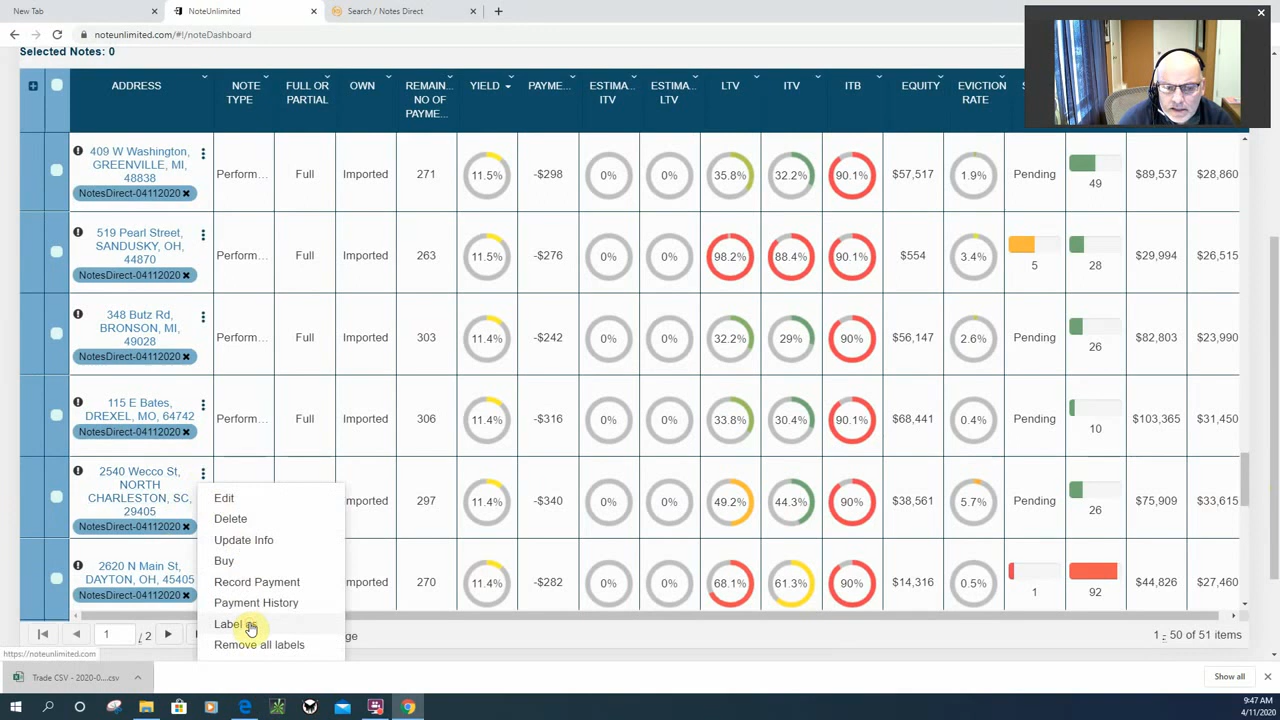 New Tab
NoteUnlimited
Search / Notes Direct
noteunlimited.com/#!/noteDashboard
Selected Notes: 0
ADDRESS
NOTE
TYPE
FULL OR
PARTIAL
OWN
REMAIN...
NO OF
PAYME...
YIELD
PAYME...
ESTIMA...
ITV
ESTIMA...
LTV
LTV
ITV
ITB
EQUITY
EVICTION
RATE
409 W Washington,
GREENVILLE, MI,
48838
NotesDirect-04112020
Perform... Full Imported 271 11.5% -$298 0% 0% 35.8% 32.2% 90.1% $57,517 1.9% Pending 49 $89,537 $28,860
519 Pearl Street,
SANDUSKY, OH,
44870
NotesDirect-04112020
Perform... Full Imported 263 11.5% -$276 0% 0% 98.2% 88.4% 90.1% $554 3.4% 5 28 $29,994 $26,515
348 Butz Rd,
BRONSON, MI,
49028
NotesDirect-04112020
Perform... Full Imported 303 11.4% -$242 0% 0% 32.2% 29% 90% $56,147 2.6% Pending 26 $82,803 $23,990
115 E Bates,
DREXEL, MO, 64742
NotesDirect-04112020
Perform... Full Imported 306 11.4% -$316 0% 0% 33.8% 30.4% 90.1% $68,441 0.4% Pending 10 $103,365 $31,450
2540 Wecco St,
NORTH
CHARLESTON, SC,
29405
NotesDirect-04112020
mported 297 11.4% -$340 0% 0% 49.2% 44.3% 90% $38,561 5.7% Pending 26 $75,909 $33,615
2620 N Main St,
DAYTON, OH, 45405
NotesDirect-04112020
mported 270 11.4% -$282 0% 0% 68.1% 61.3% 90% $14,316 0.5% 1 92 $44,826 $27,460
Edit
Delete
Update Info
Buy
Record Payment
Payment History
Label as
Remove all labels
1 / 2
ge
1 - 50 of 51 items
https://noteunlimited.com
Trade CSV - 2020-0....csv
Show all
9:47 AM
4/11/2020